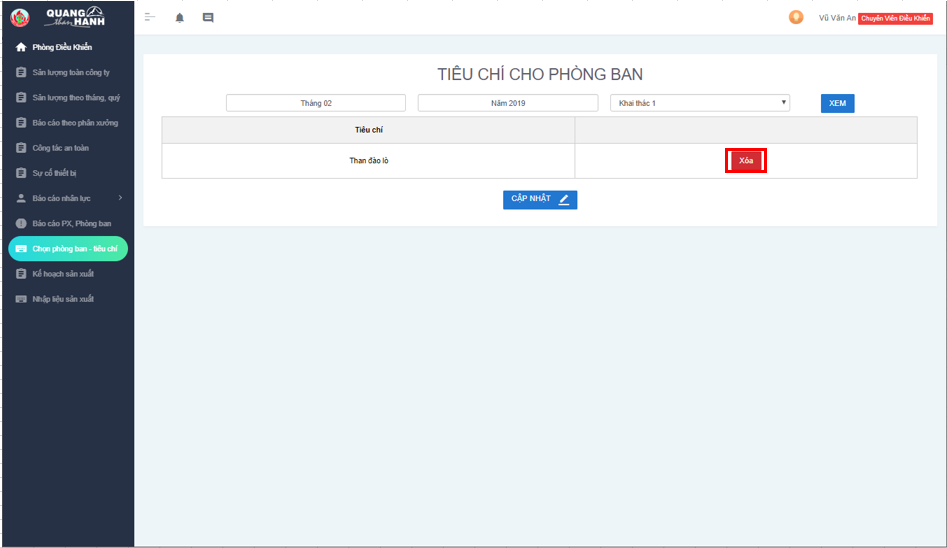 QUANG
HANH
Vũ Văn An Chuyên Viên Điều Khiển
Phòng Điều Khiển
Sản lượng toàn công ty
Sản lượng theo tháng, quý
Báo cáo theo phân xưởng
Công tác an toàn
Sự cố thiết bị
Báo cáo nhân lực
Báo cáo PX, Phòng ban
Chọn phòng ban - tiêu chí
Kế hoạch sản xuất
Nhập liệu sản xuất
TIÊU CHÍ CHO PHÒNG BAN
Tháng 02 Năm 2019 Khai thác 1 XEM
Tiêu chí
Than đào lò Xóa
CẬP NHẬT